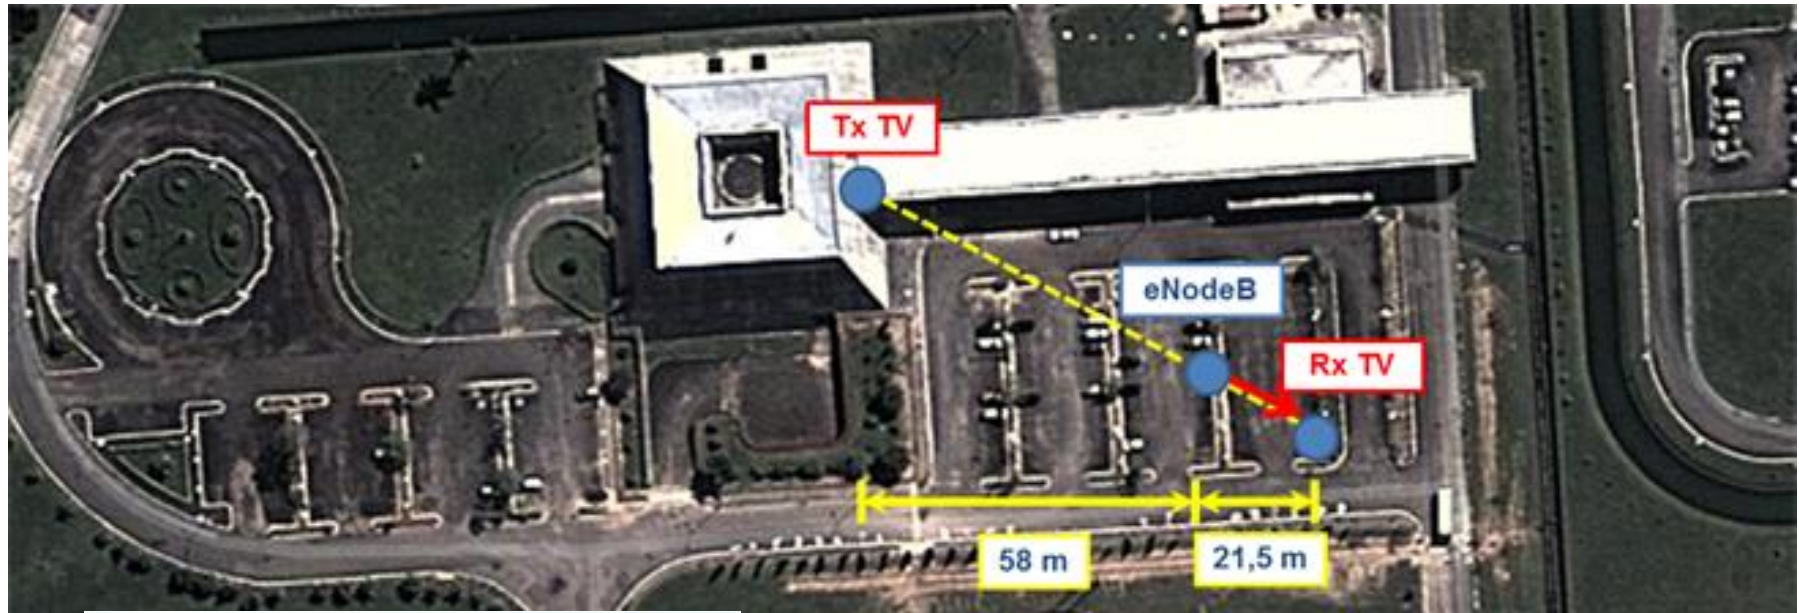 Tx TV
eNodeB
Rx TV
58 m
21,5 m